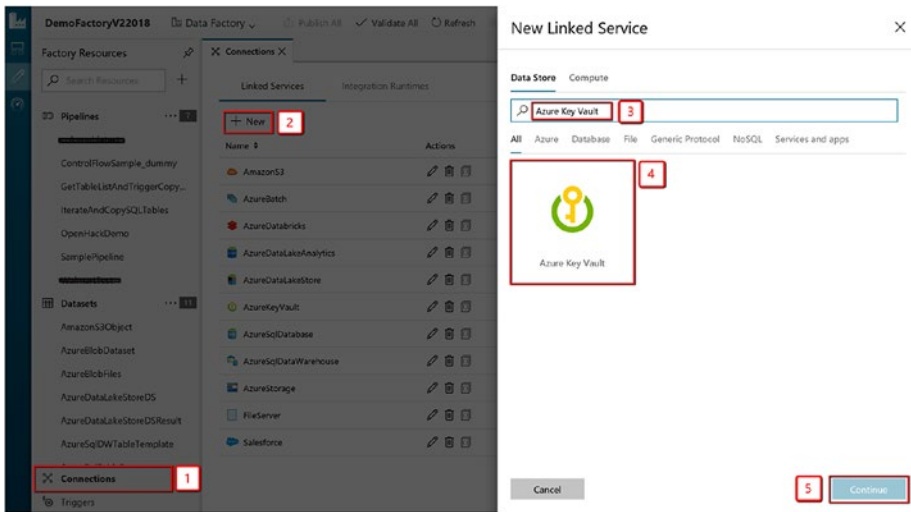 DemoFactoryV22018
Data Factory
Publish All
Validate All
Refresh
Factory Resources
Search Resources
Pipelines
7
ControlFlowSample_dummy
GetTableListAndTriggerCopy...
IterateAndCopySQLTables
OpenHackDemo
SamplePipeline
Datasets
11
AmazonS3Object
AzureBlobDataset
AzureBlobFiles
AzureDataLakeStoreDS
AzureDataLakeStoreDSResult
AzureSqlDWTableTemplate
Connections
1
Triggers
Connections
Linked Services
Integration Runtimes
New
2
Name
Actions
AmazonS3
AzureBatch
AzureDatabricks
AzureDataLakeAnalytics
AzureDataLakeStore
AzureKeyVault
AzureSqlDatabase
AzureSqlDataWarehouse
AzureStorage
FileServer
Salesforce
New Linked Service
Data Store
Compute
Azure Key Vault
3
All
Azure
Database
File
Generic Protocol
NoSQL
Services and apps
4
Azure Key Vault
Cancel
5
Continue